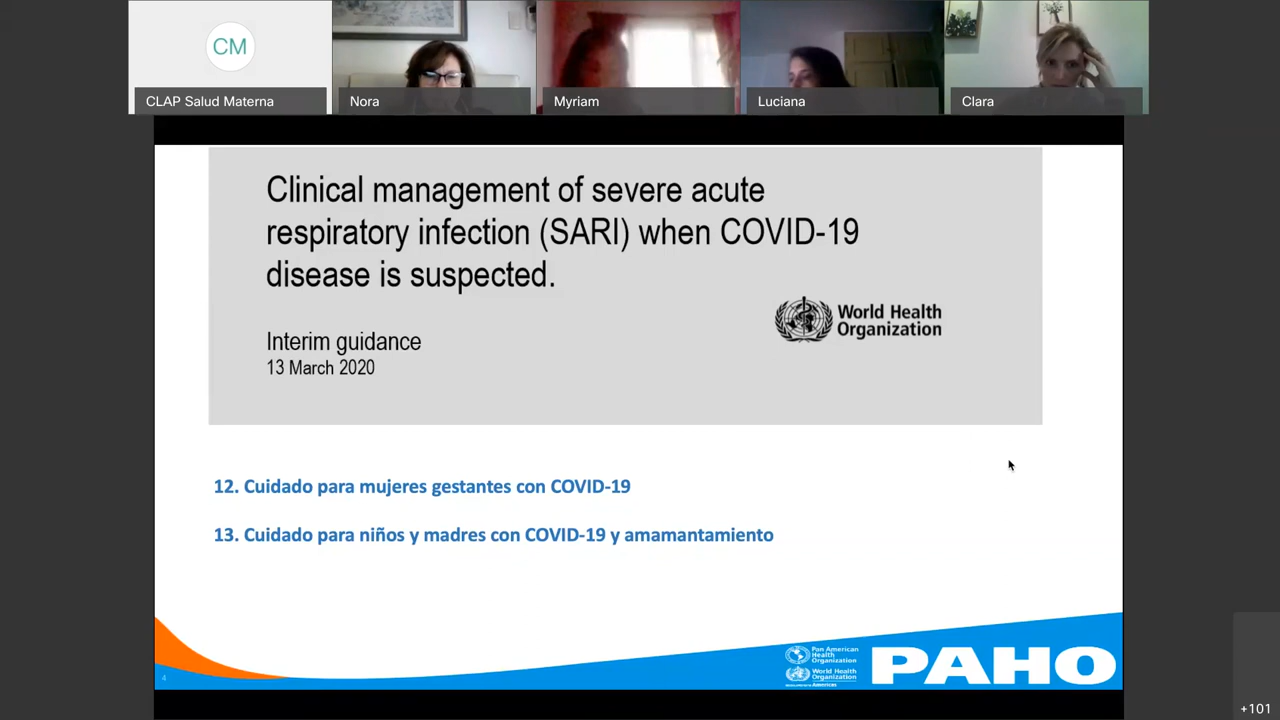 CM
CLAP Salud Materna
Nora
Myriam
Luciana
Clara
Clinical management of severe acute
respiratory infection (SARI) when COVID-19
disease is suspected.
World Health
Organization
Interim guidance
13 March 2020
12. Cuidado para mujeres gestantes con COVID-19
13. Cuidado para niños y madres con COVID-19 y amamantamiento
4
Pan American
Health
Organization
World Health
Organization
PAHO
+101